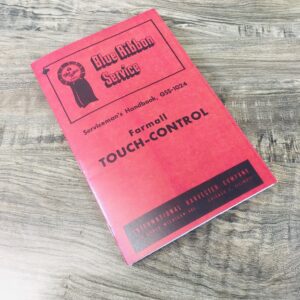 Blue Ribbon
Service
Serviceman's Handbook, GSS-1024
Farmall
TOUCH-CONTROL
INTERNATIONAL HARVESTER COMPANY